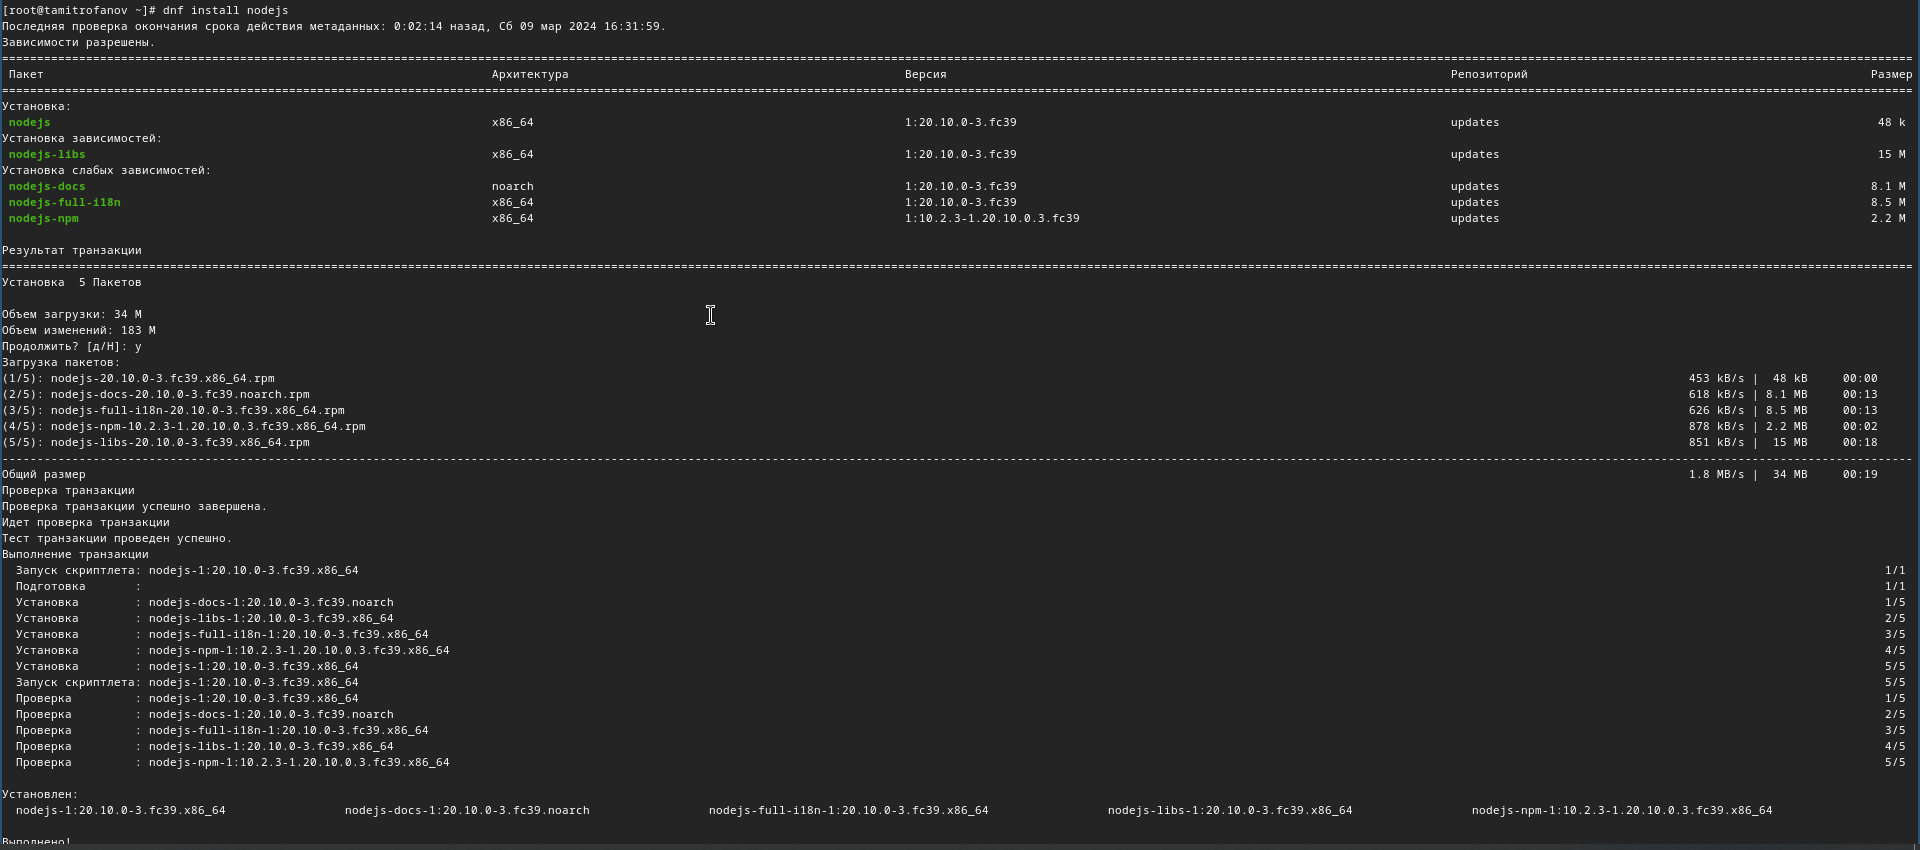 [root@tamitrofanov ~]# dnf install nodejs
Последняя проверка окончания срока действия метаданных: 0:02:14 назад, Сб 09 мар 2024 16:31:59.
Зависимости разрешены.
Пакет Архитектура Версия Репозиторий Размер
Установка:
nodejs x86_64 1:20.10.0-3.fc39 updates 48 k
Установка зависимостей:
nodejs-libs x86_64 1:20.10.0-3.fc39 updates 15 M
Установка слабых зависимостей:
nodejs-docs noarch 1:20.10.0-3.fc39 updates 8.1 M
nodejs-full-i18n x86_64 1:20.10.0-3.fc39 updates 8.5 M
nodejs-npm x86_64 1:10.2.3-1.20.10.0.3.fc39 updates 2.2 M
Результат транзакции
Установка  5 Пакетов
Объем загрузки: 34 M
Объем изменений: 183 M
Продолжить? [д/Н]: y
Загрузка пакетов:
(1/5): nodejs-20.10.0-3.fc39.x86_64.rpm 453 kB/s |  48 kB 00:00
(2/5): nodejs-docs-20.10.0-3.fc39.noarch.rpm 618 kB/s | 8.1 MB 00:13
(3/5): nodejs-full-i18n-20.10.0-3.fc39.x86_64.rpm 626 kB/s | 8.5 MB 00:13
(4/5): nodejs-npm-10.2.3-1.20.10.0.3.fc39.x86_64.rpm 878 kB/s | 2.2 MB 00:02
(5/5): nodejs-libs-20.10.0-3.fc39.x86_64.rpm 851 kB/s |  15 MB 00:18
Общий размер 1.8 MB/s |  34 MB 00:19
Проверка транзакции
Проверка транзакции успешно завершена.
Идет проверка транзакции
Тест транзакции проведен успешно.
Выполнение транзакции
Запуск скриптлета: nodejs-1:20.10.0-3.fc39.x86_64 1/1
Подготовка : 1/1
Установка : nodejs-docs-1:20.10.0-3.fc39.noarch 1/5
Установка : nodejs-libs-1:20.10.0-3.fc39.x86_64 2/5
Установка : nodejs-full-i18n-1:20.10.0-3.fc39.x86_64 3/5
Установка : nodejs-npm-1:10.2.3-1.20.10.0.3.fc39.x86_64 4/5
Установка : nodejs-1:20.10.0-3.fc39.x86_64 5/5
Запуск скриптлета: nodejs-1:20.10.0-3.fc39.x86_64 5/5
Проверка : nodejs-1:20.10.0-3.fc39.x86_64 1/5
Проверка : nodejs-docs-1:20.10.0-3.fc39.noarch 2/5
Проверка : nodejs-full-i18n-1:20.10.0-3.fc39.x86_64 3/5
Проверка : nodejs-libs-1:20.10.0-3.fc39.x86_64 4/5
Проверка : nodejs-npm-1:10.2.3-1.20.10.0.3.fc39.x86_64 5/5
Установлен:
nodejs-1:20.10.0-3.fc39.x86_64 nodejs-docs-1:20.10.0-3.fc39.noarch nodejs-full-i18n-1:20.10.0-3.fc39.x86_64 nodejs-libs-1:20.10.0-3.fc39.x86_64 nodejs-npm-1:10.2.3-1.20.10.0.3.fc39.x86_64
Выполнено!